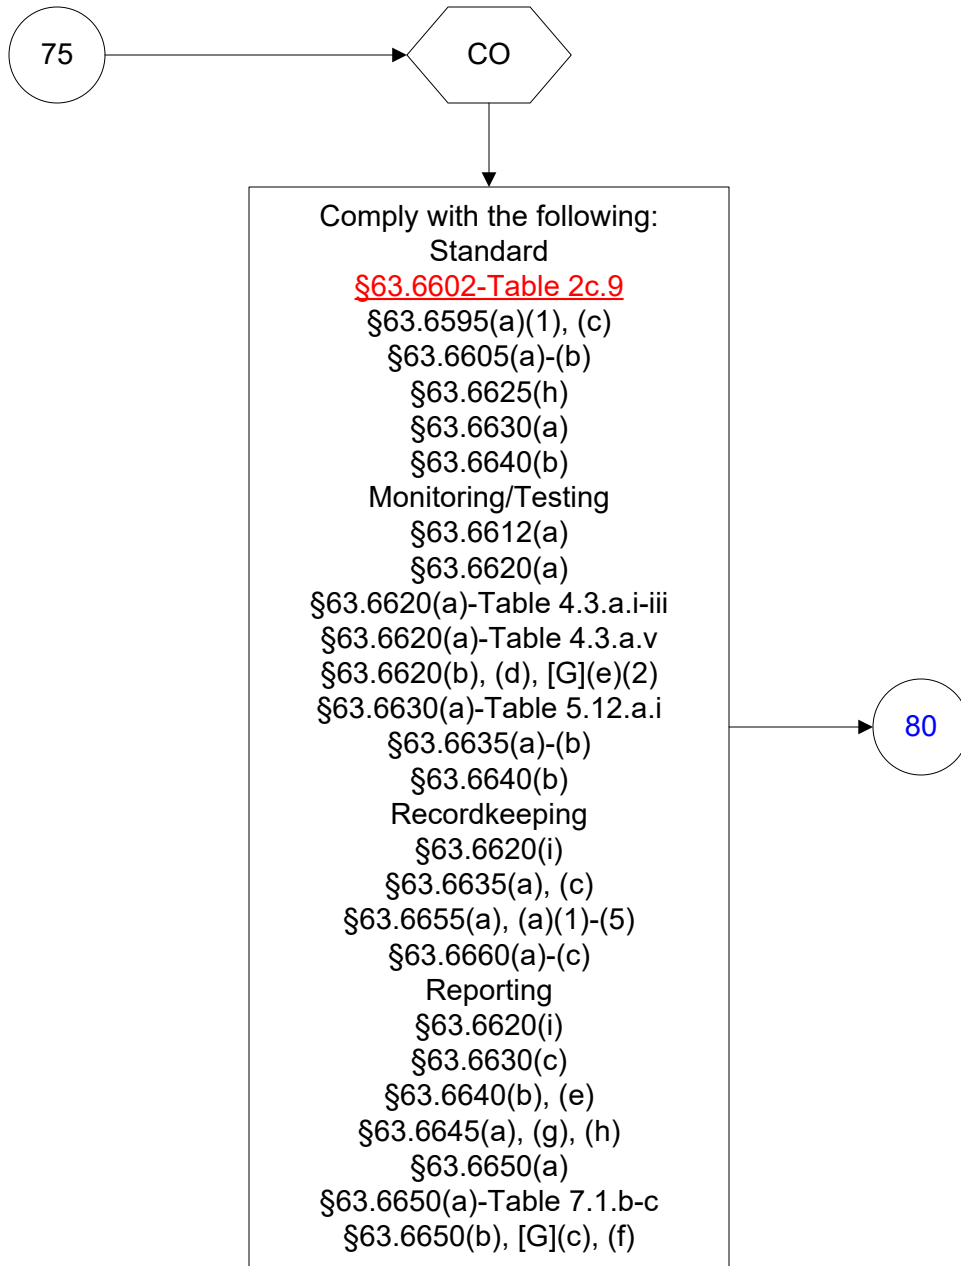 75
CO
Comply with the following:
Standard
§63.6602-Table 2c.9
§63.6595(a)(1), (c)
§63.6605(a)-(b)
§63.6625(h)
§63.6630(a)
§63.6640(b)
Monitoring/Testing
§63.6612(a)
§63.6620(a)
§63.6620(a)-Table 4.3.a.i-iii
§63.6620(a)-Table 4.3.a.v
§63.6620(b), (d), [G](e)(2)
§63.6630(a)-Table 5.12.a.i
§63.6635(a)-(b)
§63.6640(b)
Recordkeeping
§63.6620(i)
§63.6635(a), (c)
§63.6655(a), (a)(1)-(5)
§63.6660(a)-(c)
Reporting
§63.6620(i)
§63.6630(c)
§63.6640(b), (e)
§63.6645(a), (g), (h)
§63.6650(a)
§63.6650(a)-Table 7.1.b-c
§63.6650(b), [G](c), (f)
80